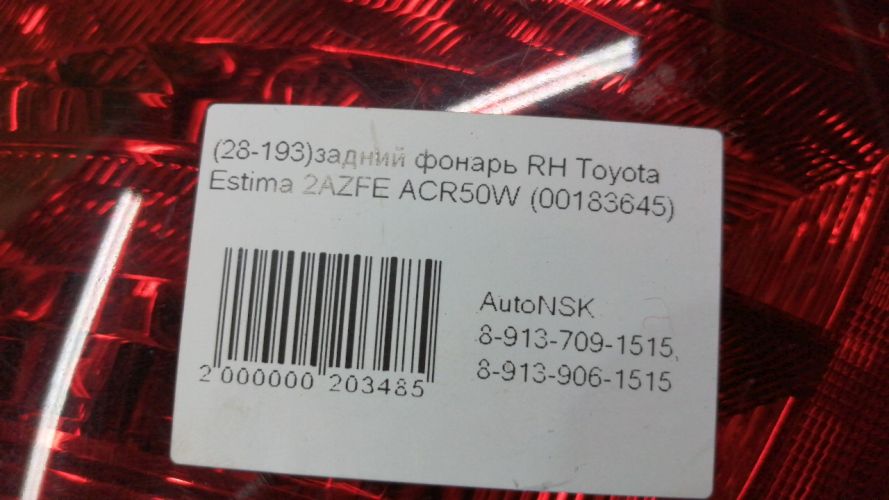 (28-193)задний фонарь RH Toyota
Estima 2AZFE ACR50W (00183645)
AutoNSK
8-913-709-1515,
8-913-906-1515
2 000000 203485